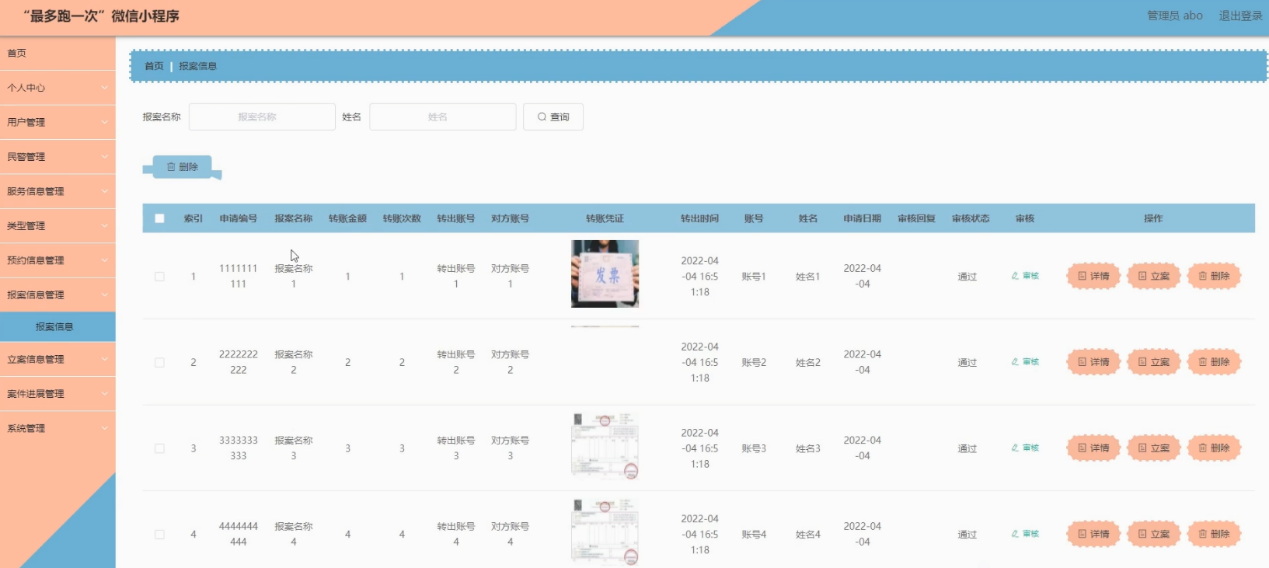 “最多跑一次”微信小程序
管理员 abo 退出登录
首页
个人中心
用户管理
民警管理
服务信息管理
类型管理
预约信息管理
报案信息管理
报案信息
立案信息管理
案件进展管理
系统管理
首页 | 报案信息
报案名称 报案名称 姓名 姓名 查询
删除
索引 申请编号 报案名称 转账金额 转账次数 转出账号 对方账号 转账凭证 转出时间 账号 姓名 申请日期 审核回复 审核状态 审核 操作
1 1111111 报案名称 1 1 转出账号 对方账号 发票 2022-04 账号1 姓名1 2022-04 通过 审核 详情 立案 删除
111 1 1 1 -04 16:5 -04
1:18
2 2222222 报案名称 2 2 转出账号 对方账号 2022-04 账号2 姓名2 2022-04 通过 审核 详情 立案 删除
222 2 2 2 -04 16:5 -04
1:18
3 3333333 报案名称 3 3 转出账号 对方账号 2022-04 账号3 姓名3 2022-04 通过 审核 详情 立案 删除
333 3 3 3 -04 16:5 -04
1:18
4 4444444 报案名称 4 4 转出账号 对方账号 2022-04 账号4 姓名4 2022-04 通过 审核 详情 立案 删除
444 4 4 4 -04 16:5 -04
1:18